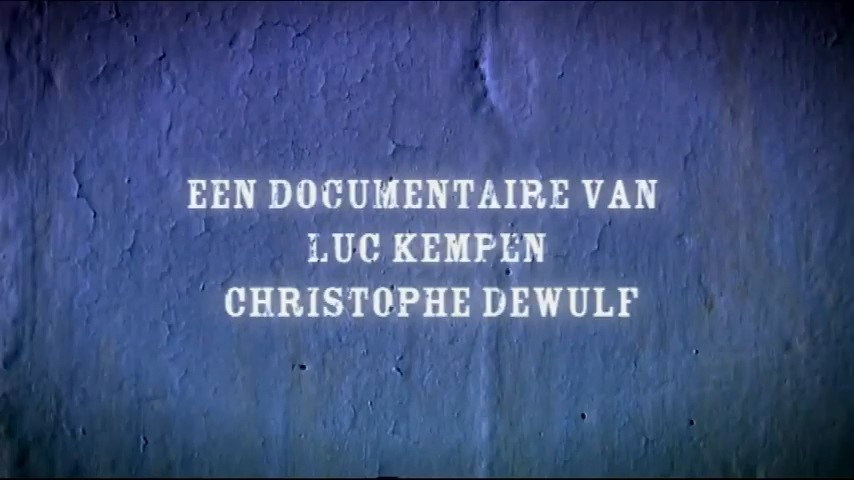 EEN DOCUMENTAIRE VAN
LUC KEMPEN
CHRISTOPHE DEWULF